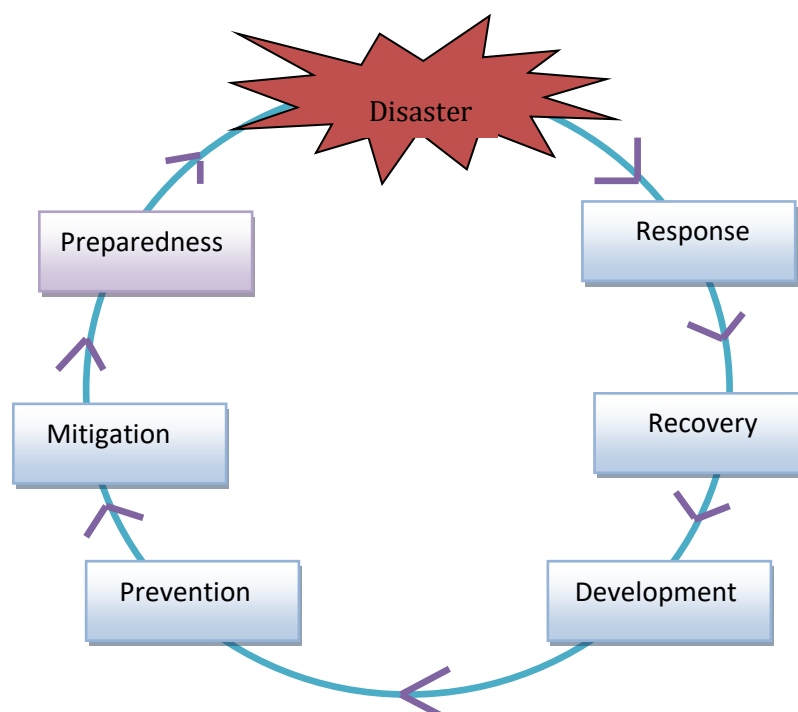 Disaster
Preparedness
Response
Mitigation
Recovery
Prevention
Development